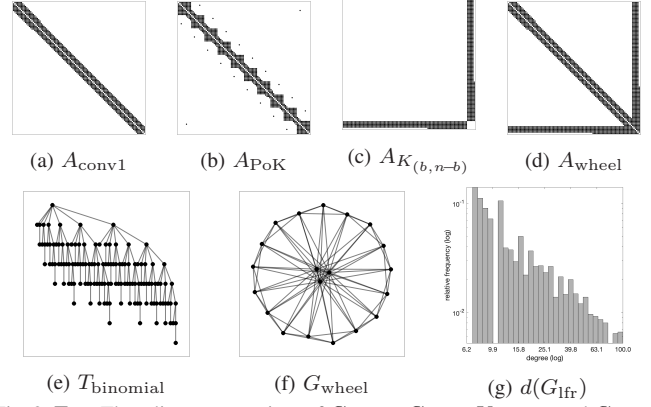 (a) A_conv1 (b) A_PoK (c) A_K_(b,n–b) (d) A_wheel
relative frequency (log)
10⁻¹
10⁻²
6.2 9.9 15.8 25.1 39.8 63.1 100.0
degree (log)
(e) T_binomial (f) G_wheel (g) d(G_lfr)